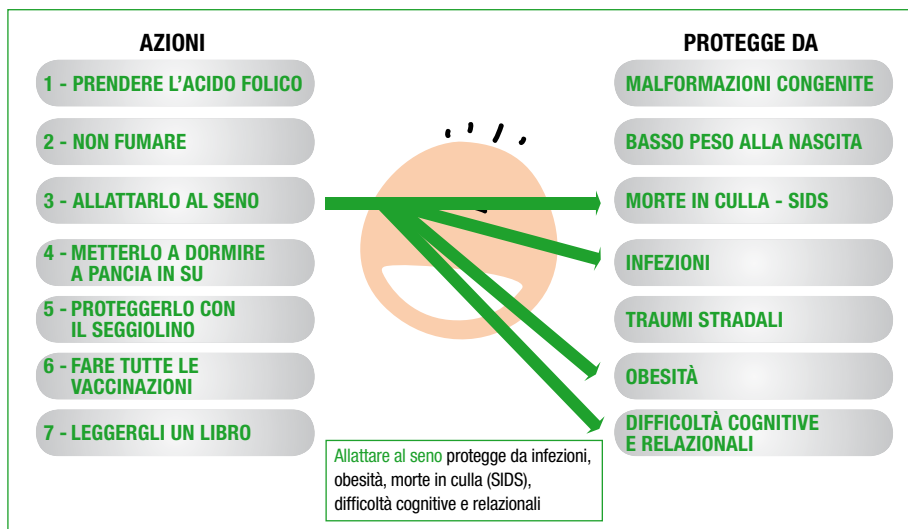 AZIONI
1 - PRENDERE L'ACIDO FOLICO
2 - NON FUMARE
3 - ALLATTARLO AL SENO
4 - METTERLO A DORMIRE
A PANCIA IN SU
5 - PROTEGGERLO CON
IL SEGGIOLINO
6 - FARE TUTTE LE
VACCINAZIONI
7 - LEGGERGLI UN LIBRO
PROTEGGE DA
MALFORMAZIONI CONGENITE
BASSO PESO ALLA NASCITA
MORTE IN CULLA - SIDS
INFEZIONI
TRAUMI STRADALI
OBESITÀ
DIFFICOLTÀ COGNITIVE
E RELAZIONALI
Allattare al seno protegge da infezioni,
obesità, morte in culla (SIDS),
difficoltà cognitive e relazionali